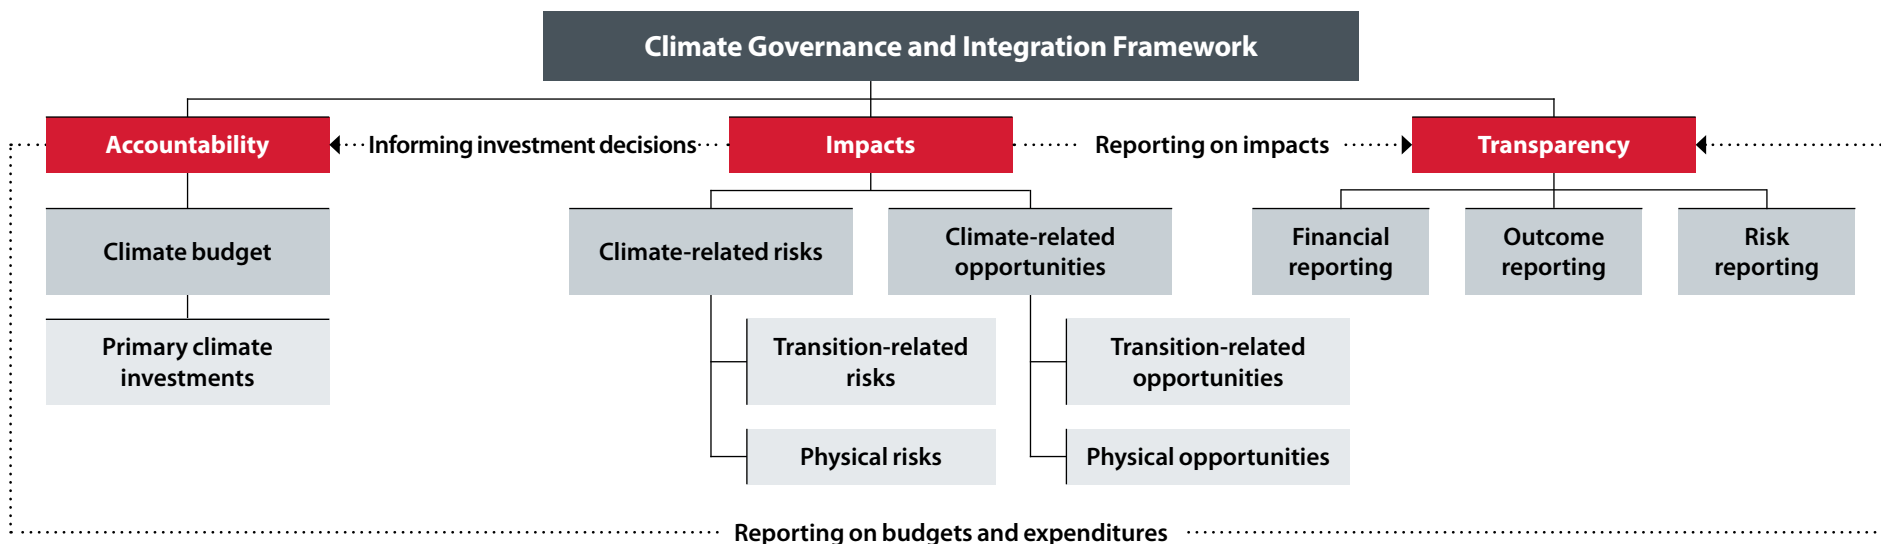 Climate Governance and Integration Framework
Accountability
Informing investment decisions
Impacts
Reporting on impacts
Transparency
Climate budget
Climate-related risks
Climate-related
opportunities
Financial
reporting
Outcome
reporting
Risk
reporting
Primary climate
investments
Transition-related
risks
Transition-related
opportunities
Physical risks
Physical opportunities
Reporting on budgets and expenditures